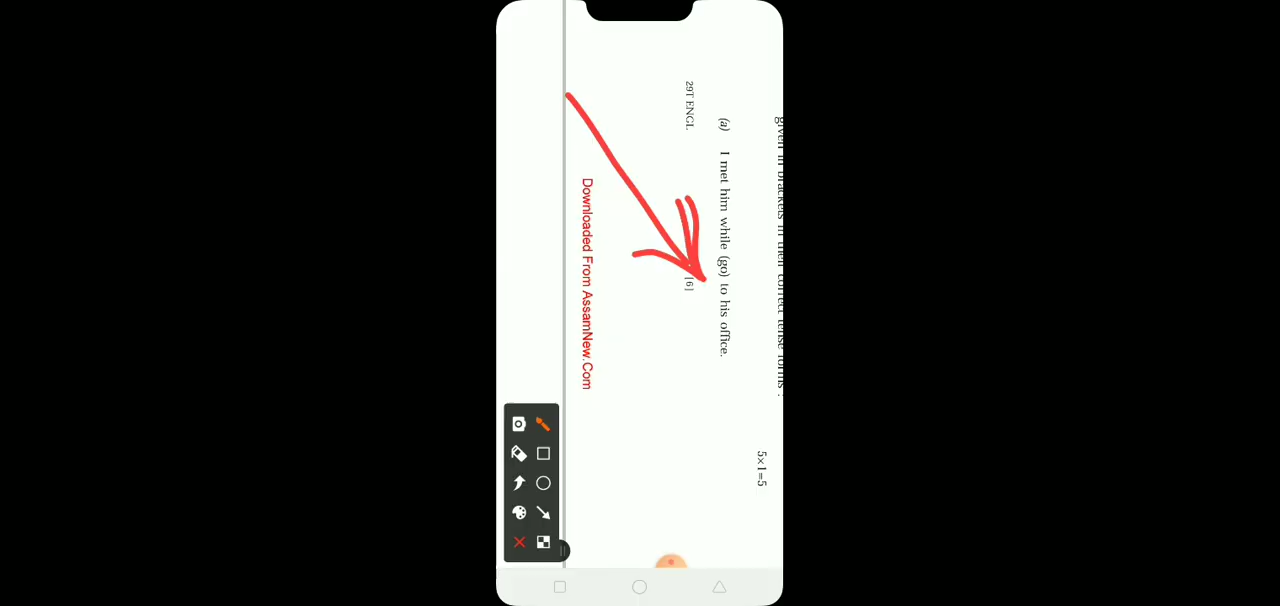 given in brackets in their correct tense forms :
5×1=5
(a) I met him while (go) to his office.
29T ENGL
[6]
Downloaded From AssamNew.Com